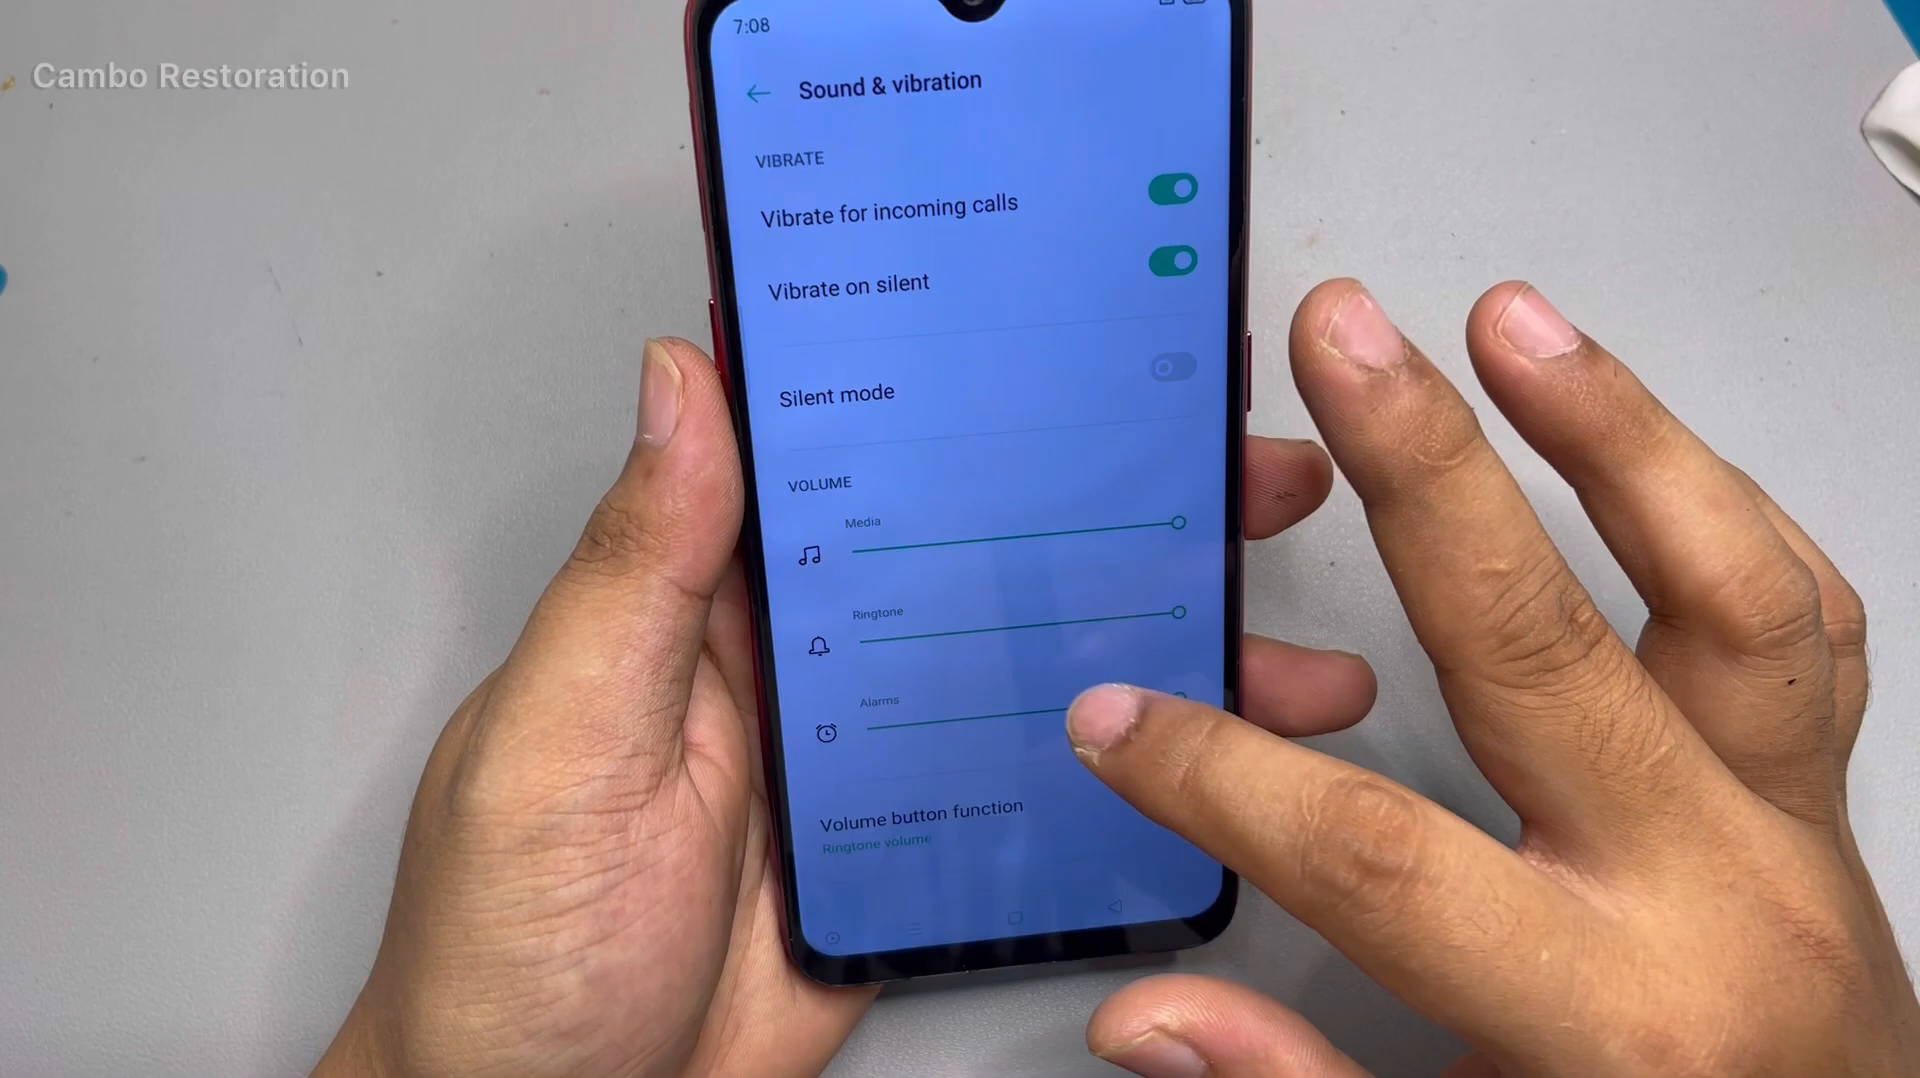 Cambo Restoration
7:08
Sound & vibration
VIBRATE
Vibrate for incoming calls
Vibrate on silent
Silent mode
VOLUME
Media
Ringtone
Alarms
Volume button function
Ringtone volume